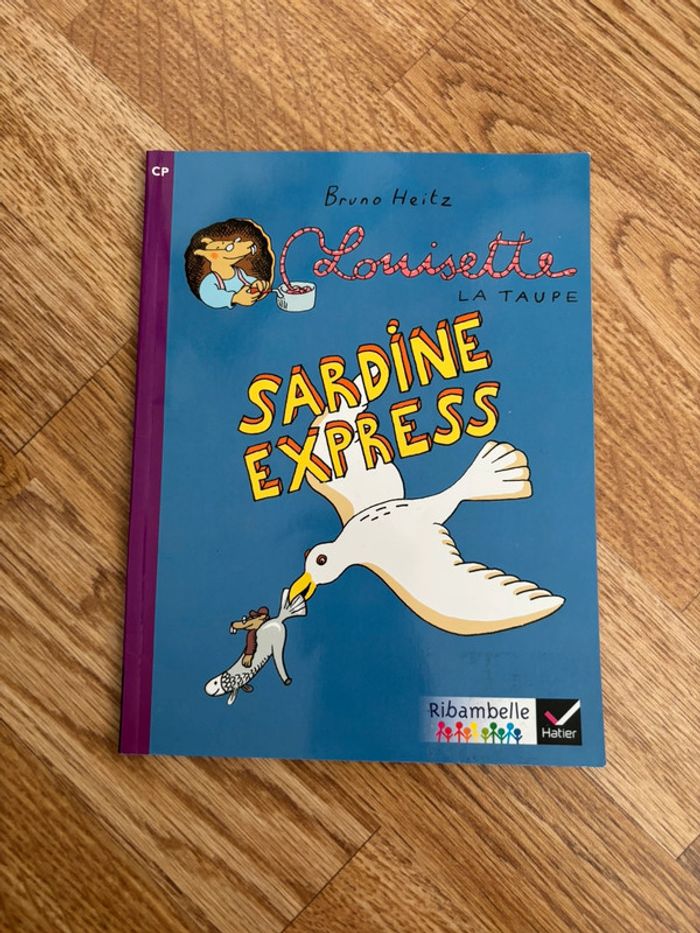 CP
Bruno Heitz
Louisette
LA TAUPE
SARDINE
EXPRESS
Ribambelle
Hatier